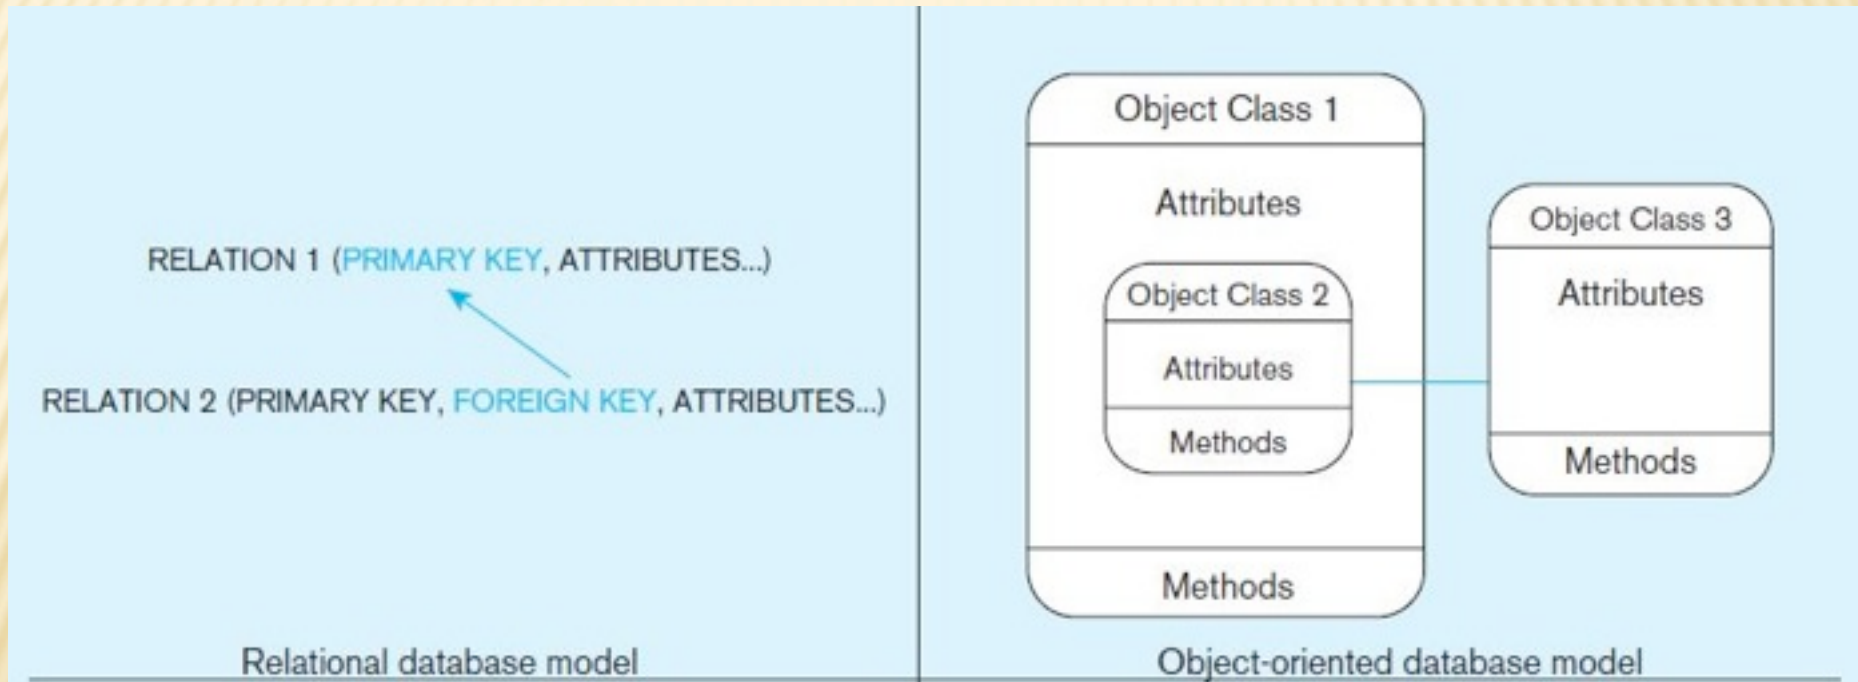 RELATION 1 (PRIMARY KEY, ATTRIBUTES...)
RELATION 2 (PRIMARY KEY, FOREIGN KEY, ATTRIBUTES...)
Relational database model
Object Class 1
Attributes
Object Class 2
Attributes
Methods
Methods
Object Class 3
Attributes
Methods
Object-oriented database model